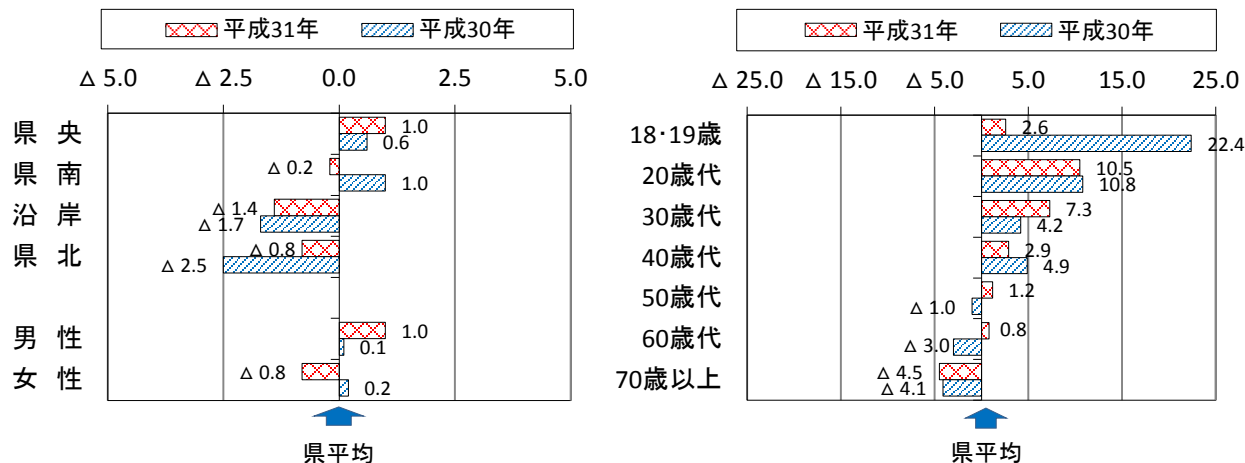 平成31年 平成30年
△ 5.0 △ 2.5 0.0 2.5 5.0
県 央 1.0
0.6
県 南 △ 0.2
1.0
沿 岸 △ 1.4
△ 1.7
県 北 △ 0.8
△ 2.5
男 性 1.0
0.1
女 性 △ 0.8
0.2
県平均
平成31年 平成30年
△ 25.0 △ 15.0 △ 5.0 5.0 15.0 25.0
18･19歳 2.6
22.4
20歳代 10.5
10.8
30歳代 7.3
4.2
40歳代 2.9
4.9
50歳代 1.2
△ 1.0
60歳代 0.8
△ 3.0
70歳以上 △ 4.5
△ 4.1
県平均